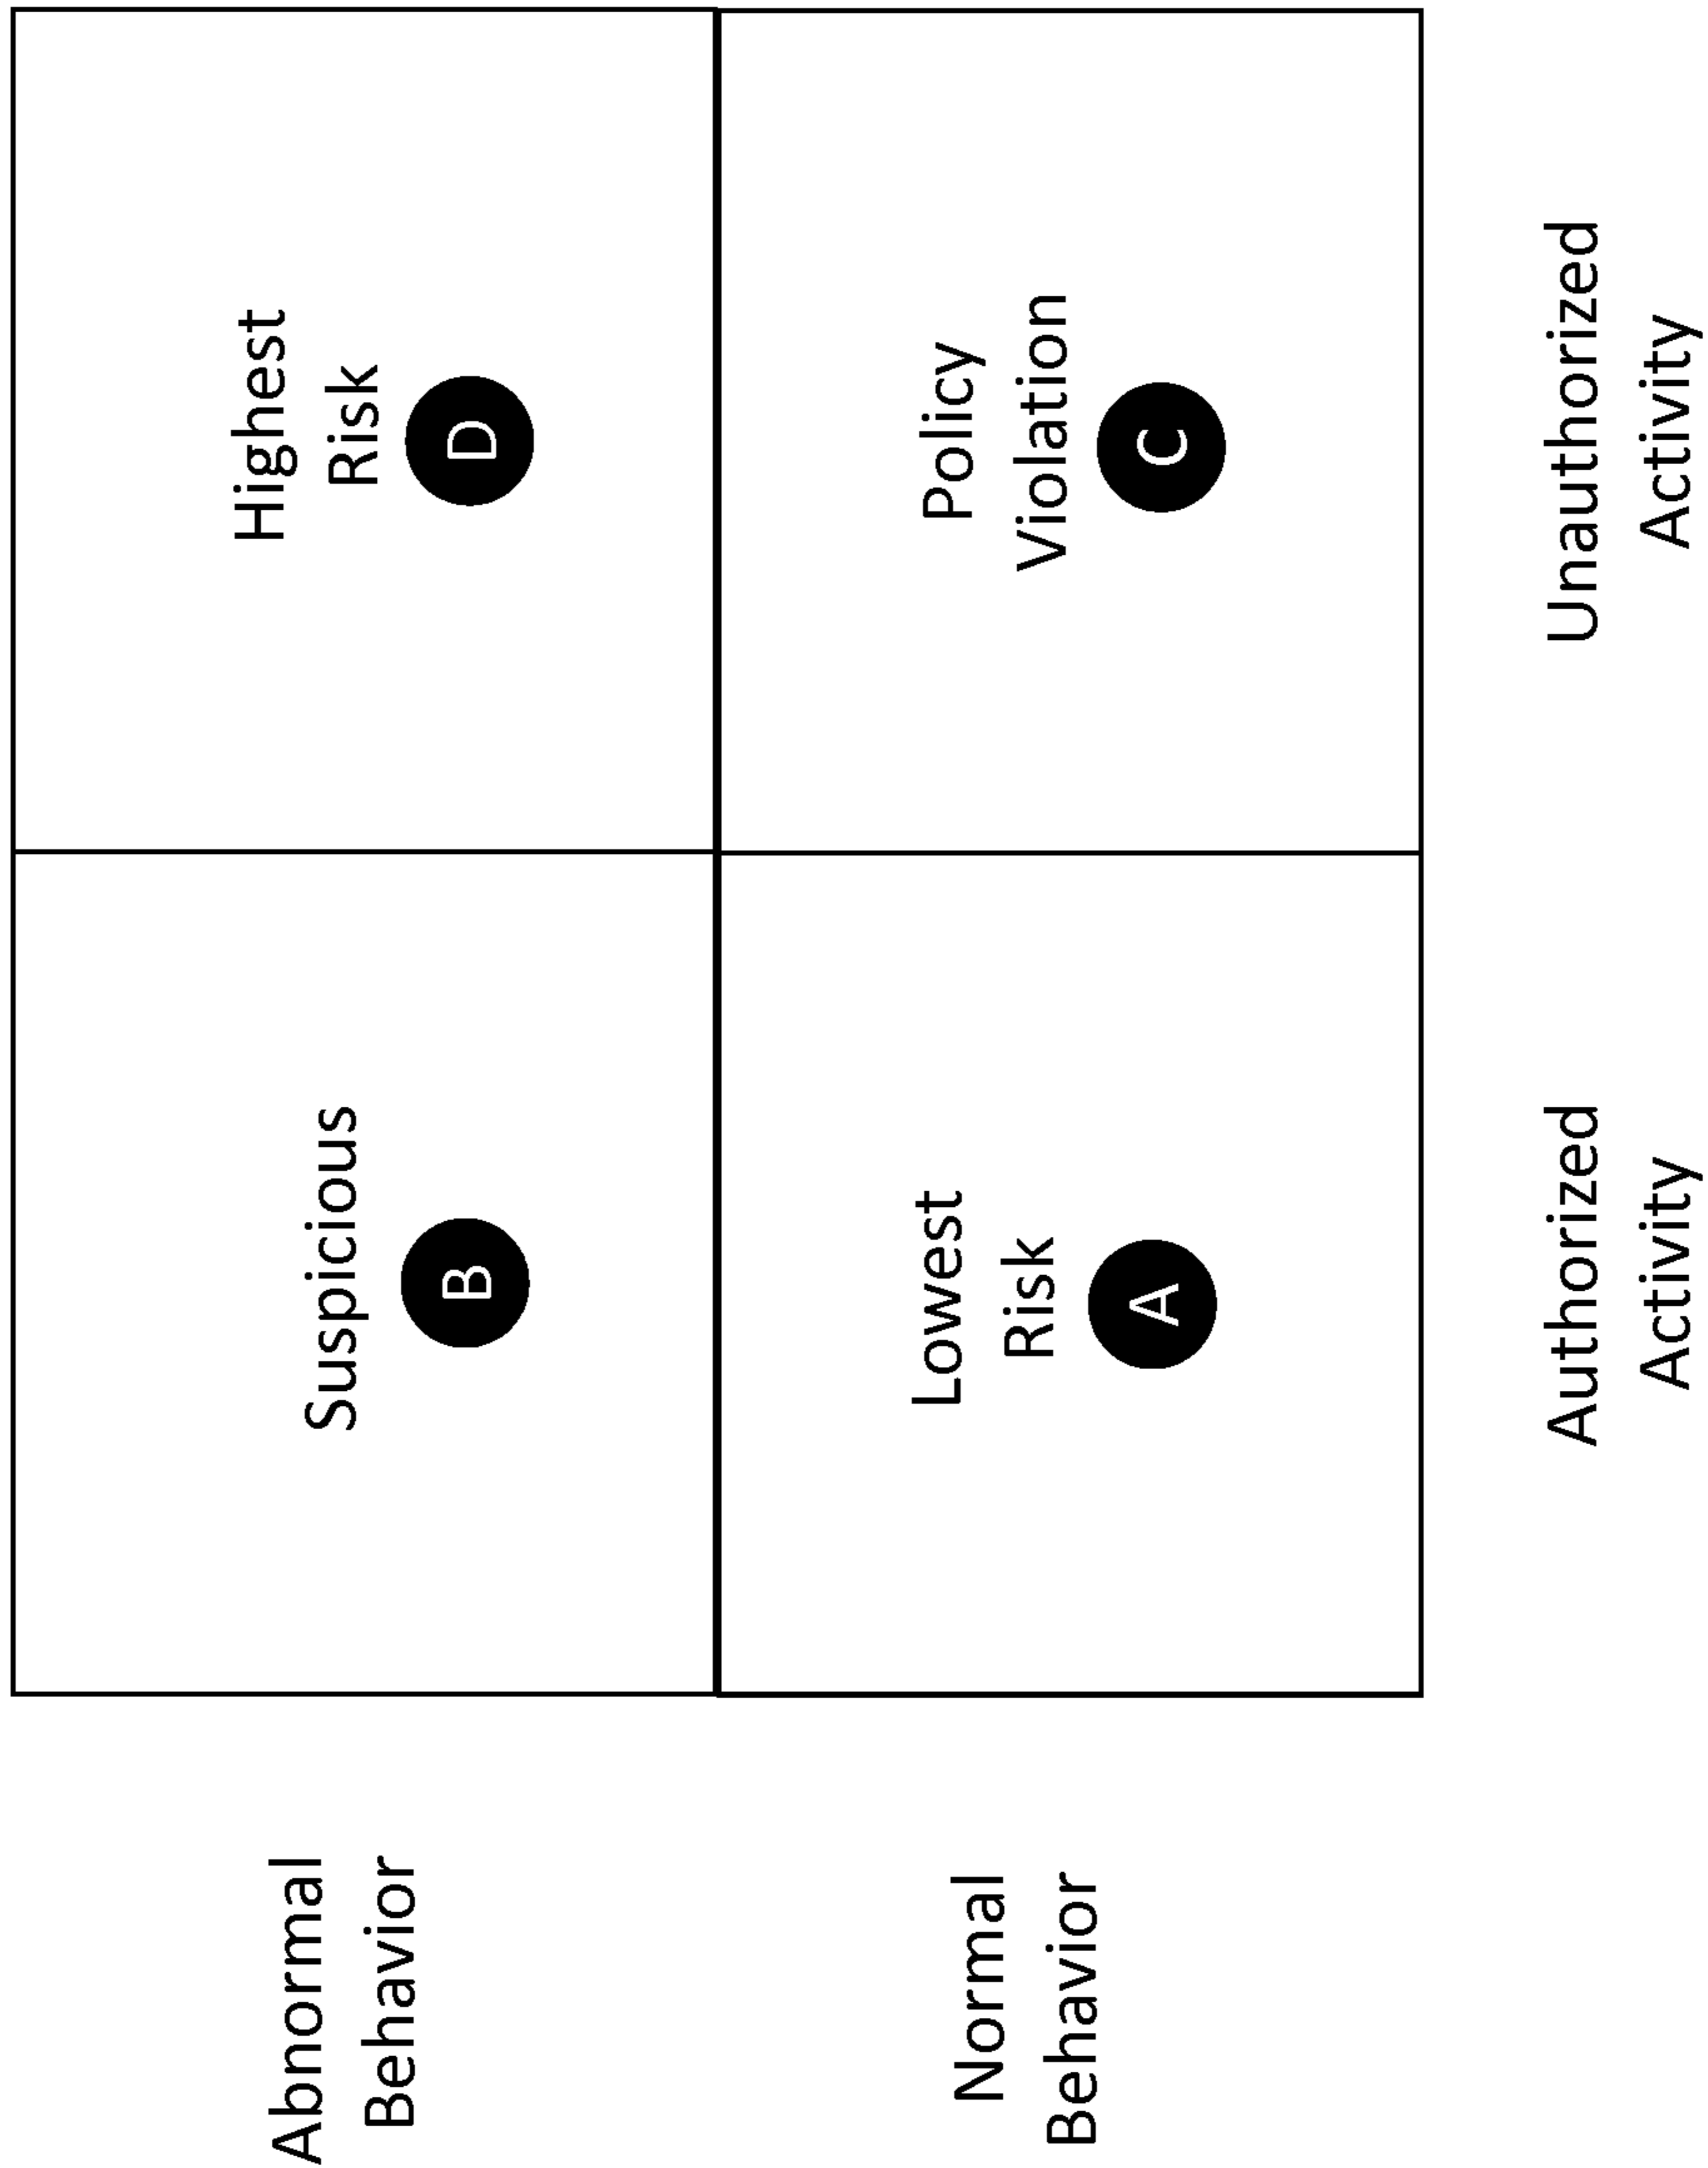 Abnormal
Behavior
Suspicious
B
Highest
Risk
D
Normal
Behavior
Lowest
Risk
A
Policy
Violation
C
Authorized
Activity
Unauthorized
Activity